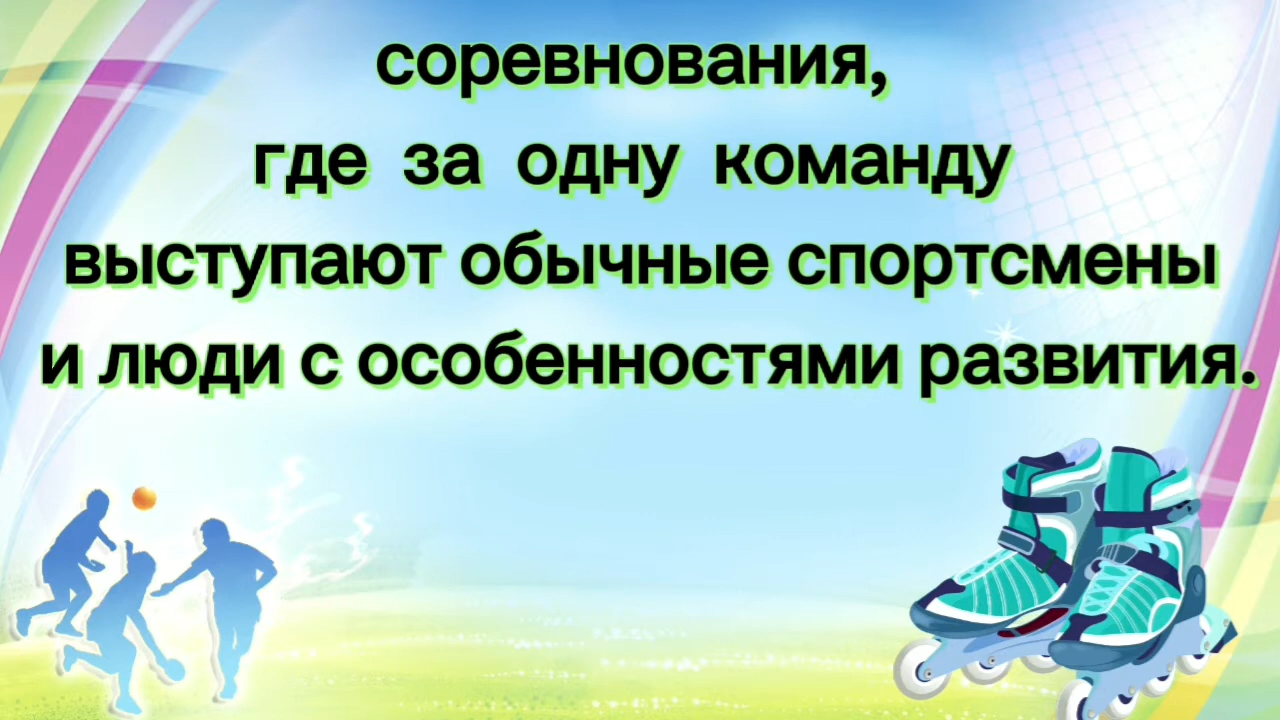 соревнования,
где за одну команду
выступают обычные спортсмены
и люди с особенностями развития.